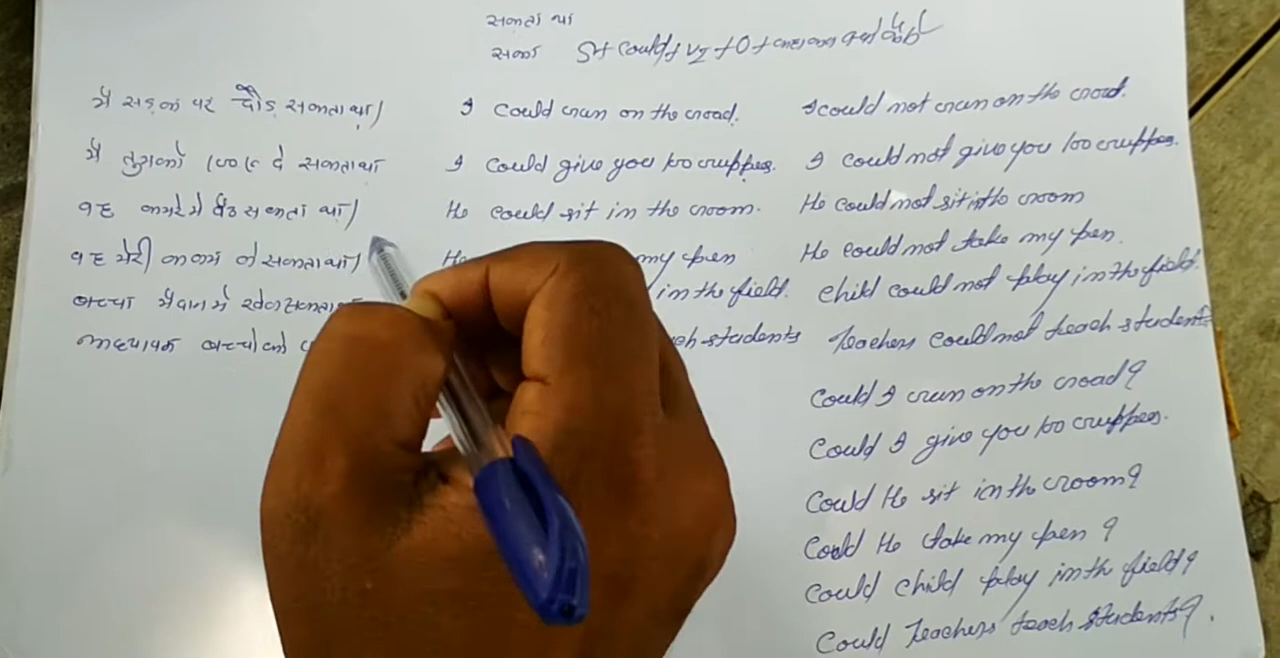 सकता था
सका S+ Could + V1 + O +
मै सड़क पर दौड़ सकता था। I Could run on the road. I could not run on the road.
मै तुमको 100 रु दे सकता था I Could give you 100 ruppes. I could not give you 100 ruppes.
वह कमरे मे बैठ सकता था। He Could sit in the room. He Could not sit in the room
वह मेरी कलम ले सकता था। He my pen He Could not take my pen.
बच्चा मैदान मे खेल सकता in the field. child could not play in the field.
अध्यापक बच्चो को students Teachers Could not teach students
Could I run on the road?
Could I give you 100 ruppes.
Could He sit in the room?
Could He take my pen ?
Could child play in the field?
Could Teachers teach students?.